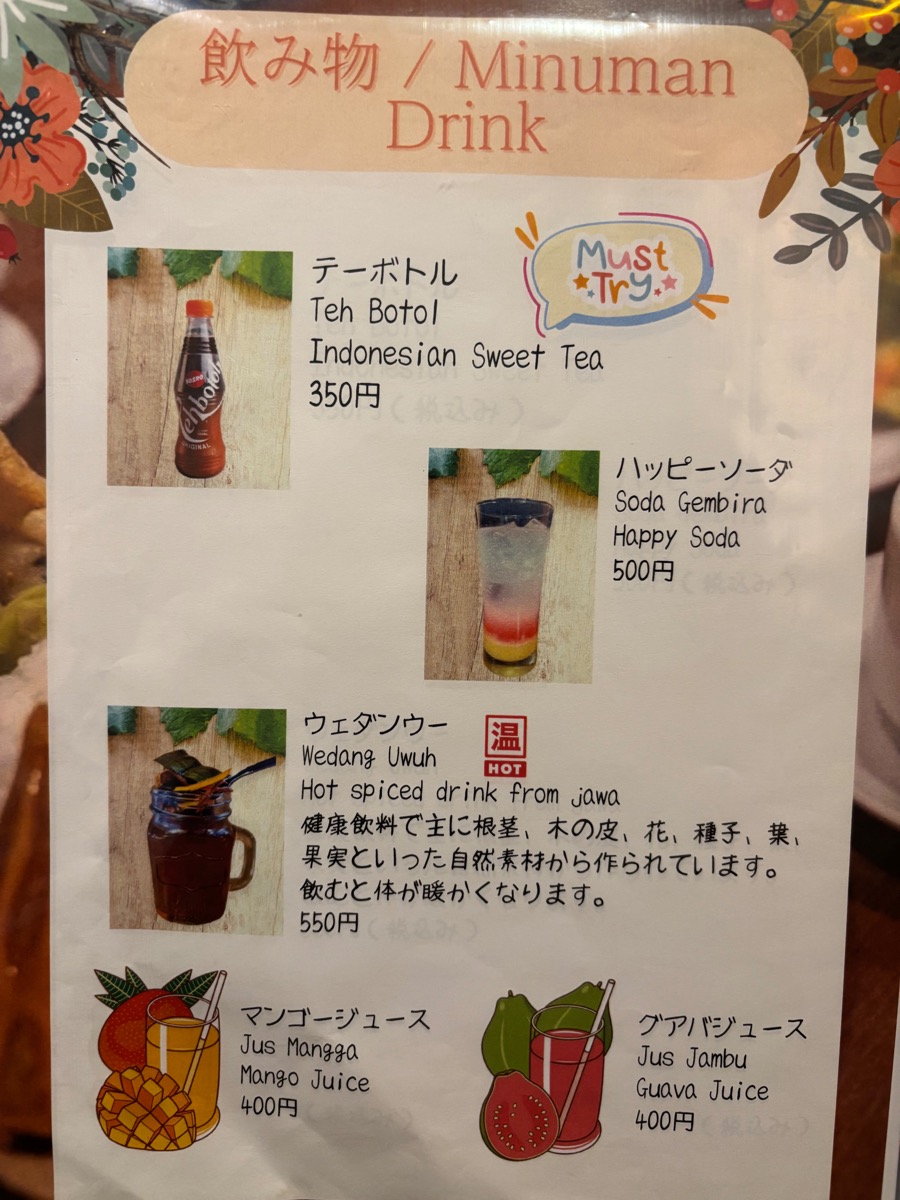 飲み物 / Minuman
Drink
Must
Try
テーボトル
Teh Botol
Indonesian Sweet Tea
350円
SOSRO
Tehbotol
ORIGINAL
ハッピーソーダ
Soda Gembira
Happy Soda
500円
ウェダンウー
温
HOT
Wedang Uwuh
Hot spiced drink from jawa
健康飲料で主に根茎、木の皮、花、種子、葉、
果実といった自然素材から作られています。
飲むと体が暖かくなります。
550円
マンゴージュース
Jus Mangga
Mango Juice
400円
グアバジュース
Jus Jambu
Guava Juice
400円